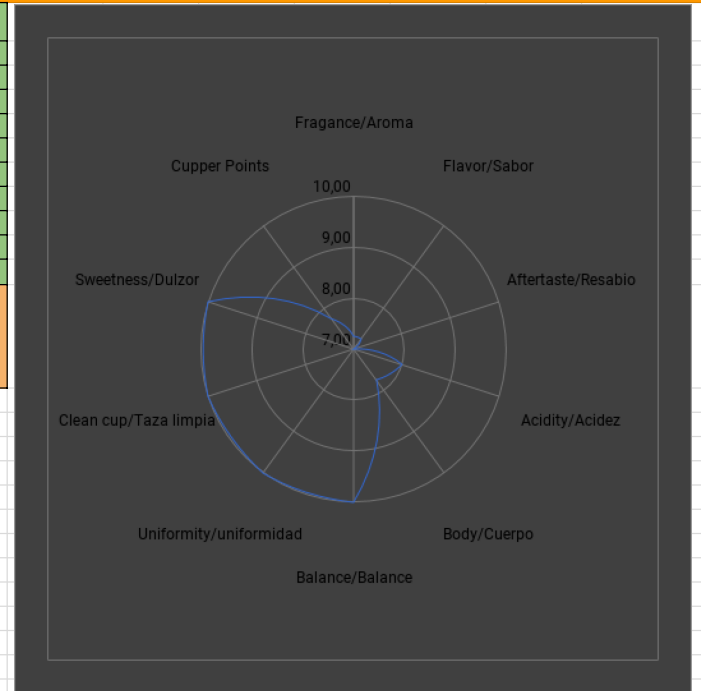 Fragance/Aroma
Cupper Points
Flavor/Sabor
10,00
9,00
Sweetness/Dulzor
8,00
Aftertaste/Resabio
7,00
Clean cup/Taza limpia
Acidity/Acidez
Uniformity/uniformidad
Body/Cuerpo
Balance/Balance